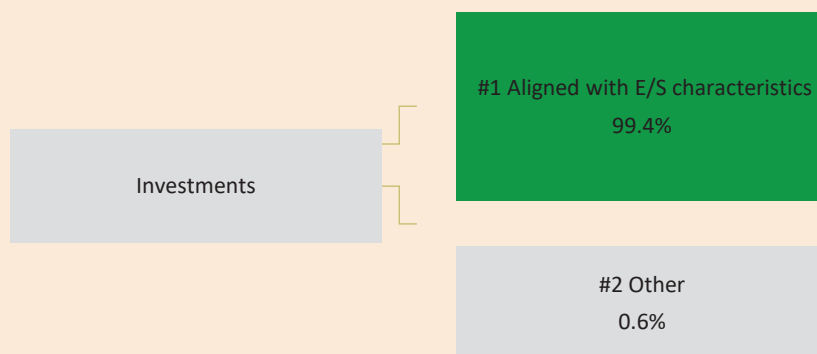 #1 Aligned with E/S characteristics
99.4%
Investments
#2 Other
0.6%